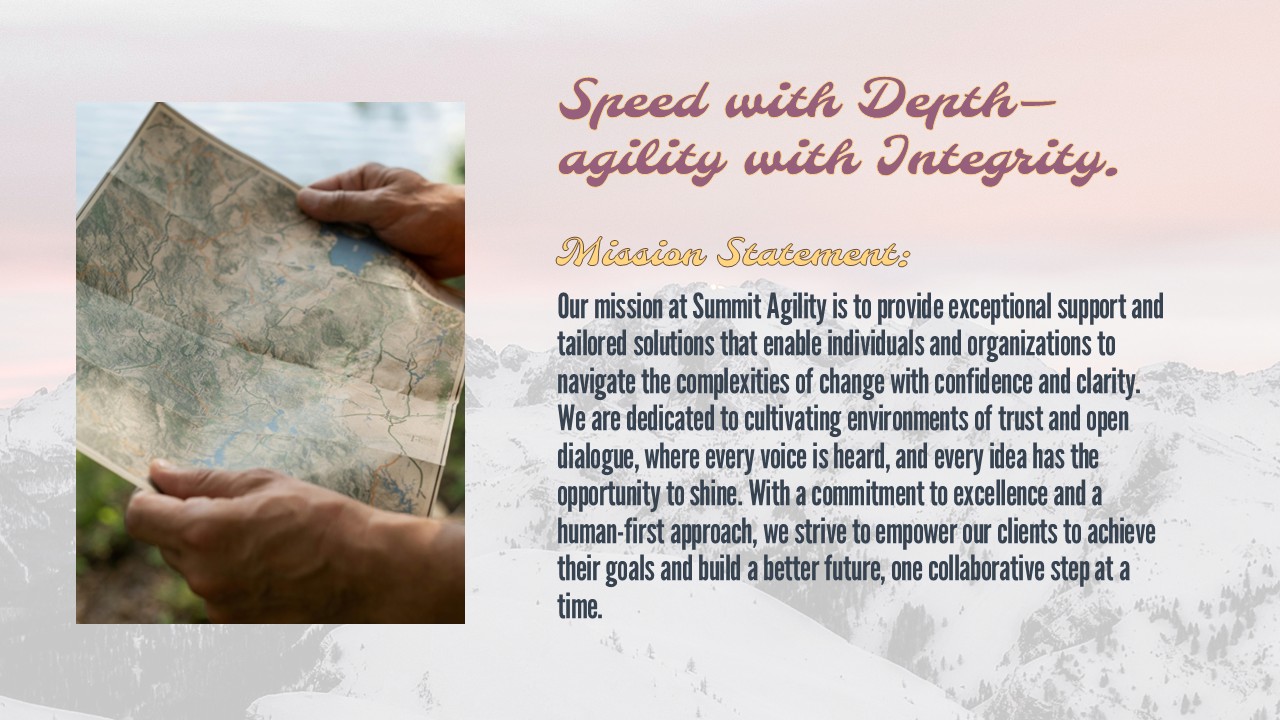 Speed with Depth—
agility with Integrity.
Mission Statement:
Our mission at Summit Agility is to provide exceptional support and
tailored solutions that enable individuals and organizations to
navigate the complexities of change with confidence and clarity.
We are dedicated to cultivating environments of trust and open
dialogue, where every voice is heard, and every idea has the
opportunity to shine. With a commitment to excellence and a
human-first approach, we strive to empower our clients to achieve
their goals and build a better future, one collaborative step at a
time.